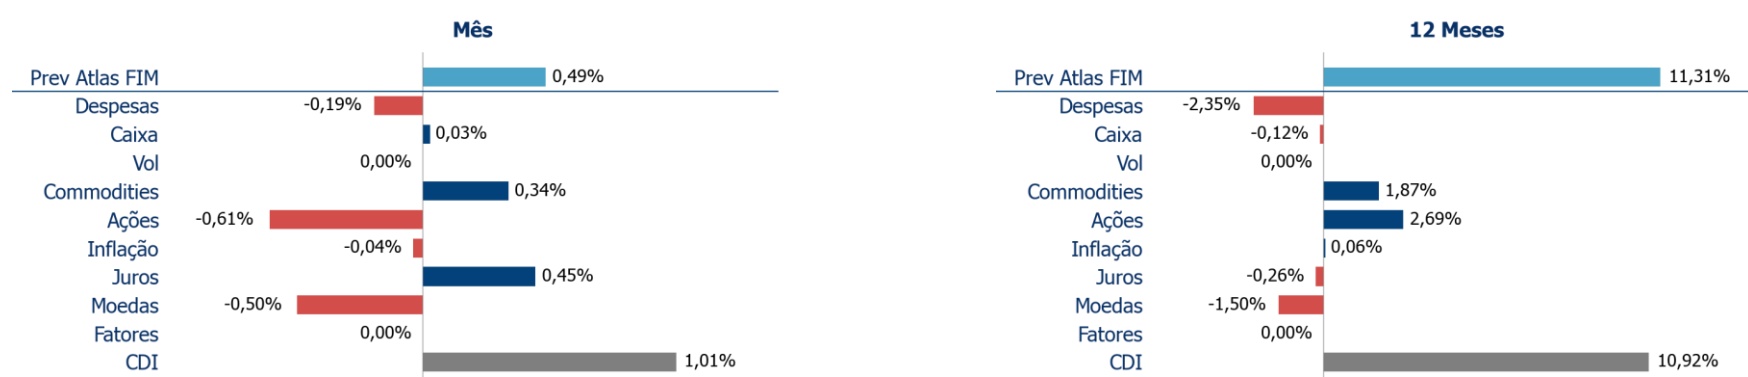 Mês
Prev Atlas FIM 0,49%
Despesas -0,19%
Caixa 0,03%
Vol 0,00%
Commodities 0,34%
Ações -0,61%
Inflação -0,04%
Juros 0,45%
Moedas -0,50%
Fatores 0,00%
CDI 1,01%
12 Meses
Prev Atlas FIM 11,31%
Despesas -2,35%
Caixa -0,12%
Vol 0,00%
Commodities 1,87%
Ações 2,69%
Inflação 0,06%
Juros -0,26%
Moedas -1,50%
Fatores 0,00%
CDI 10,92%